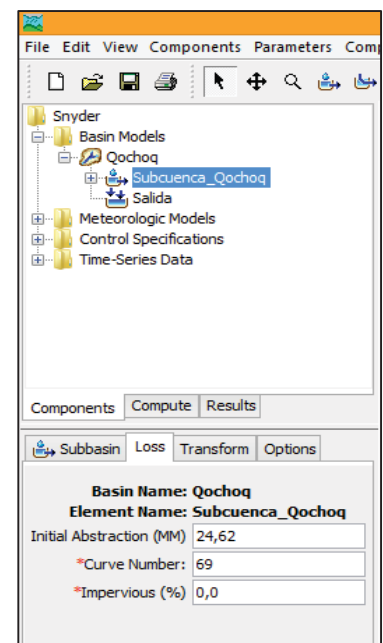 File Edit View Components Parameters Comp
Snyder
Basin Models
Qochoq
Subcuenca_Qochoq
Salida
Meteorologic Models
Control Specifications
Time-Series Data
Components Compute Results
Subbasin Loss Transform Options
Basin Name: Qochoq
Element Name: Subcuenca_Qochoq
Initial Abstraction (MM) 24,62
*Curve Number: 69
*Impervious (%) 0,0